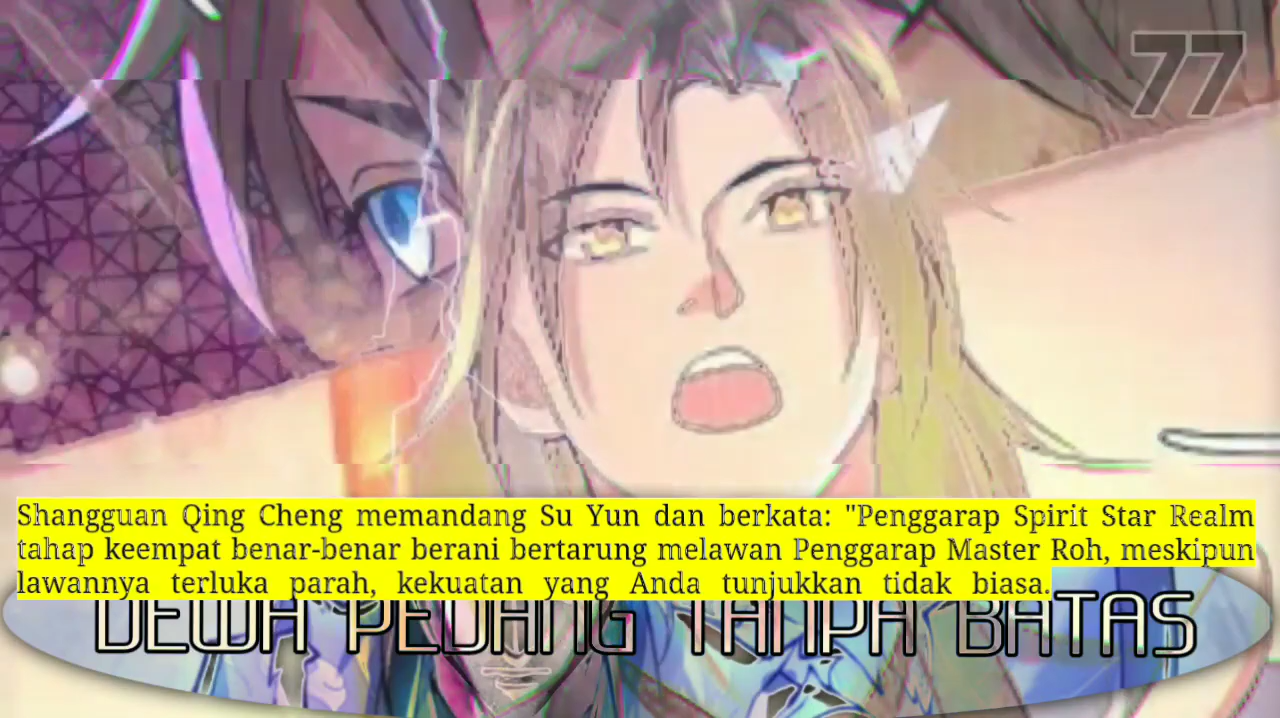 77
Shangguan Qing Cheng memandang Su Yun dan berkata: "Penggarap Spirit Star Realm
tahap keempat benar-benar berani bertarung melawan Penggarap Master Roh, meskipun
lawannya terluka parah, kekuatan yang Anda tunjukkan tidak biasa.
DEWA PEDANG TANPA BATAS